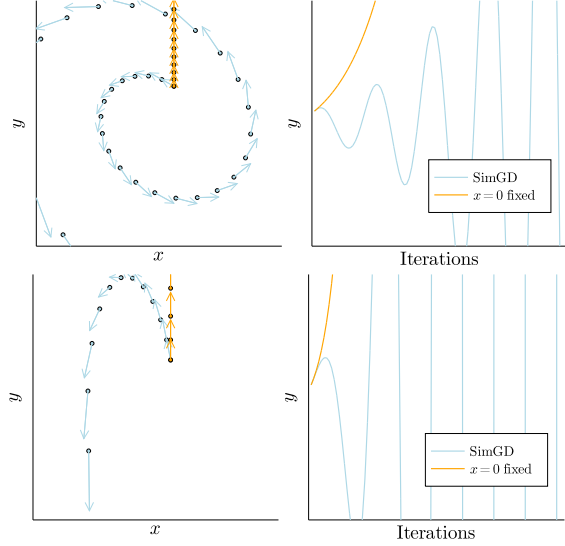 y
x
y
Iterations
SimGD
x = 0 fixed
y
x
y
Iterations
SimGD
x = 0 fixed